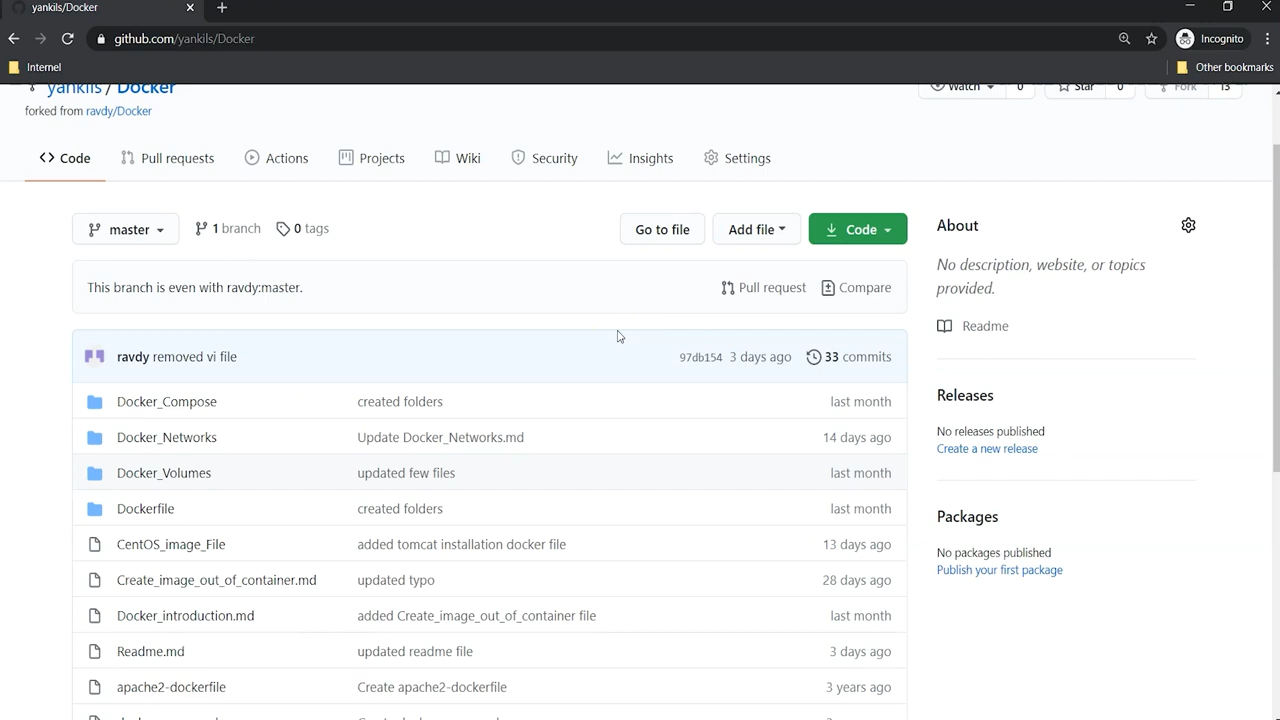 yankils/Docker
github.com/yankils/Docker
Incognito
Internet
Other bookmarks
yankils / Docker
Watch 0
Star 0
Fork 13
forked from ravdy/Docker
Code
Pull requests
Actions
Projects
Wiki
Security
Insights
Settings
master
1 branch
0 tags
Go to file
Add file
Code
This branch is even with ravdy:master.
Pull request
Compare
ravdy removed vi file
97db154 3 days ago
33 commits
Docker_Compose created folders last month
Docker_Networks Update Docker_Networks.md 14 days ago
Docker_Volumes updated few files last month
Dockerfile created folders last month
CentOS_image_File added tomcat installation docker file 13 days ago
Create_image_out_of_container.md updated typo 28 days ago
Docker_introduction.md added Create_image_out_of_container file last month
Readme.md updated readme file 3 days ago
apache2-dockerfile Create apache2-dockerfile 3 years ago
About
No description, website, or topics
provided.
Readme
Releases
No releases published
Create a new release
Packages
No packages published
Publish your first package